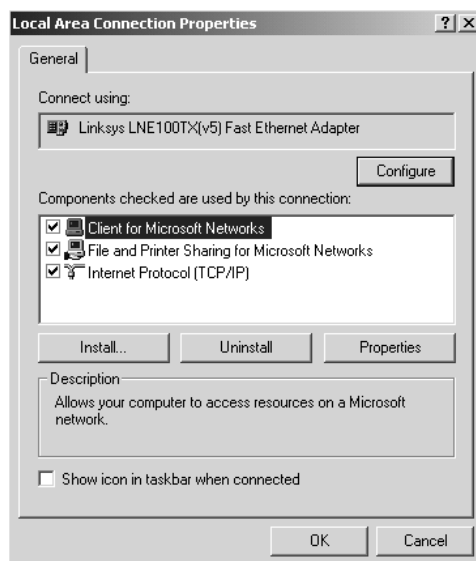 Local Area Connection Properties
General
Connect using:
Linksys LNE100TX(v5) Fast Ethernet Adapter
Configure
Components checked are used by this connection:
Client for Microsoft Networks
File and Printer Sharing for Microsoft Networks
Internet Protocol (TCP/IP)
Install... Uninstall Properties
Description
Allows your computer to access resources on a Microsoft
network.
Show icon in taskbar when connected
OK Cancel